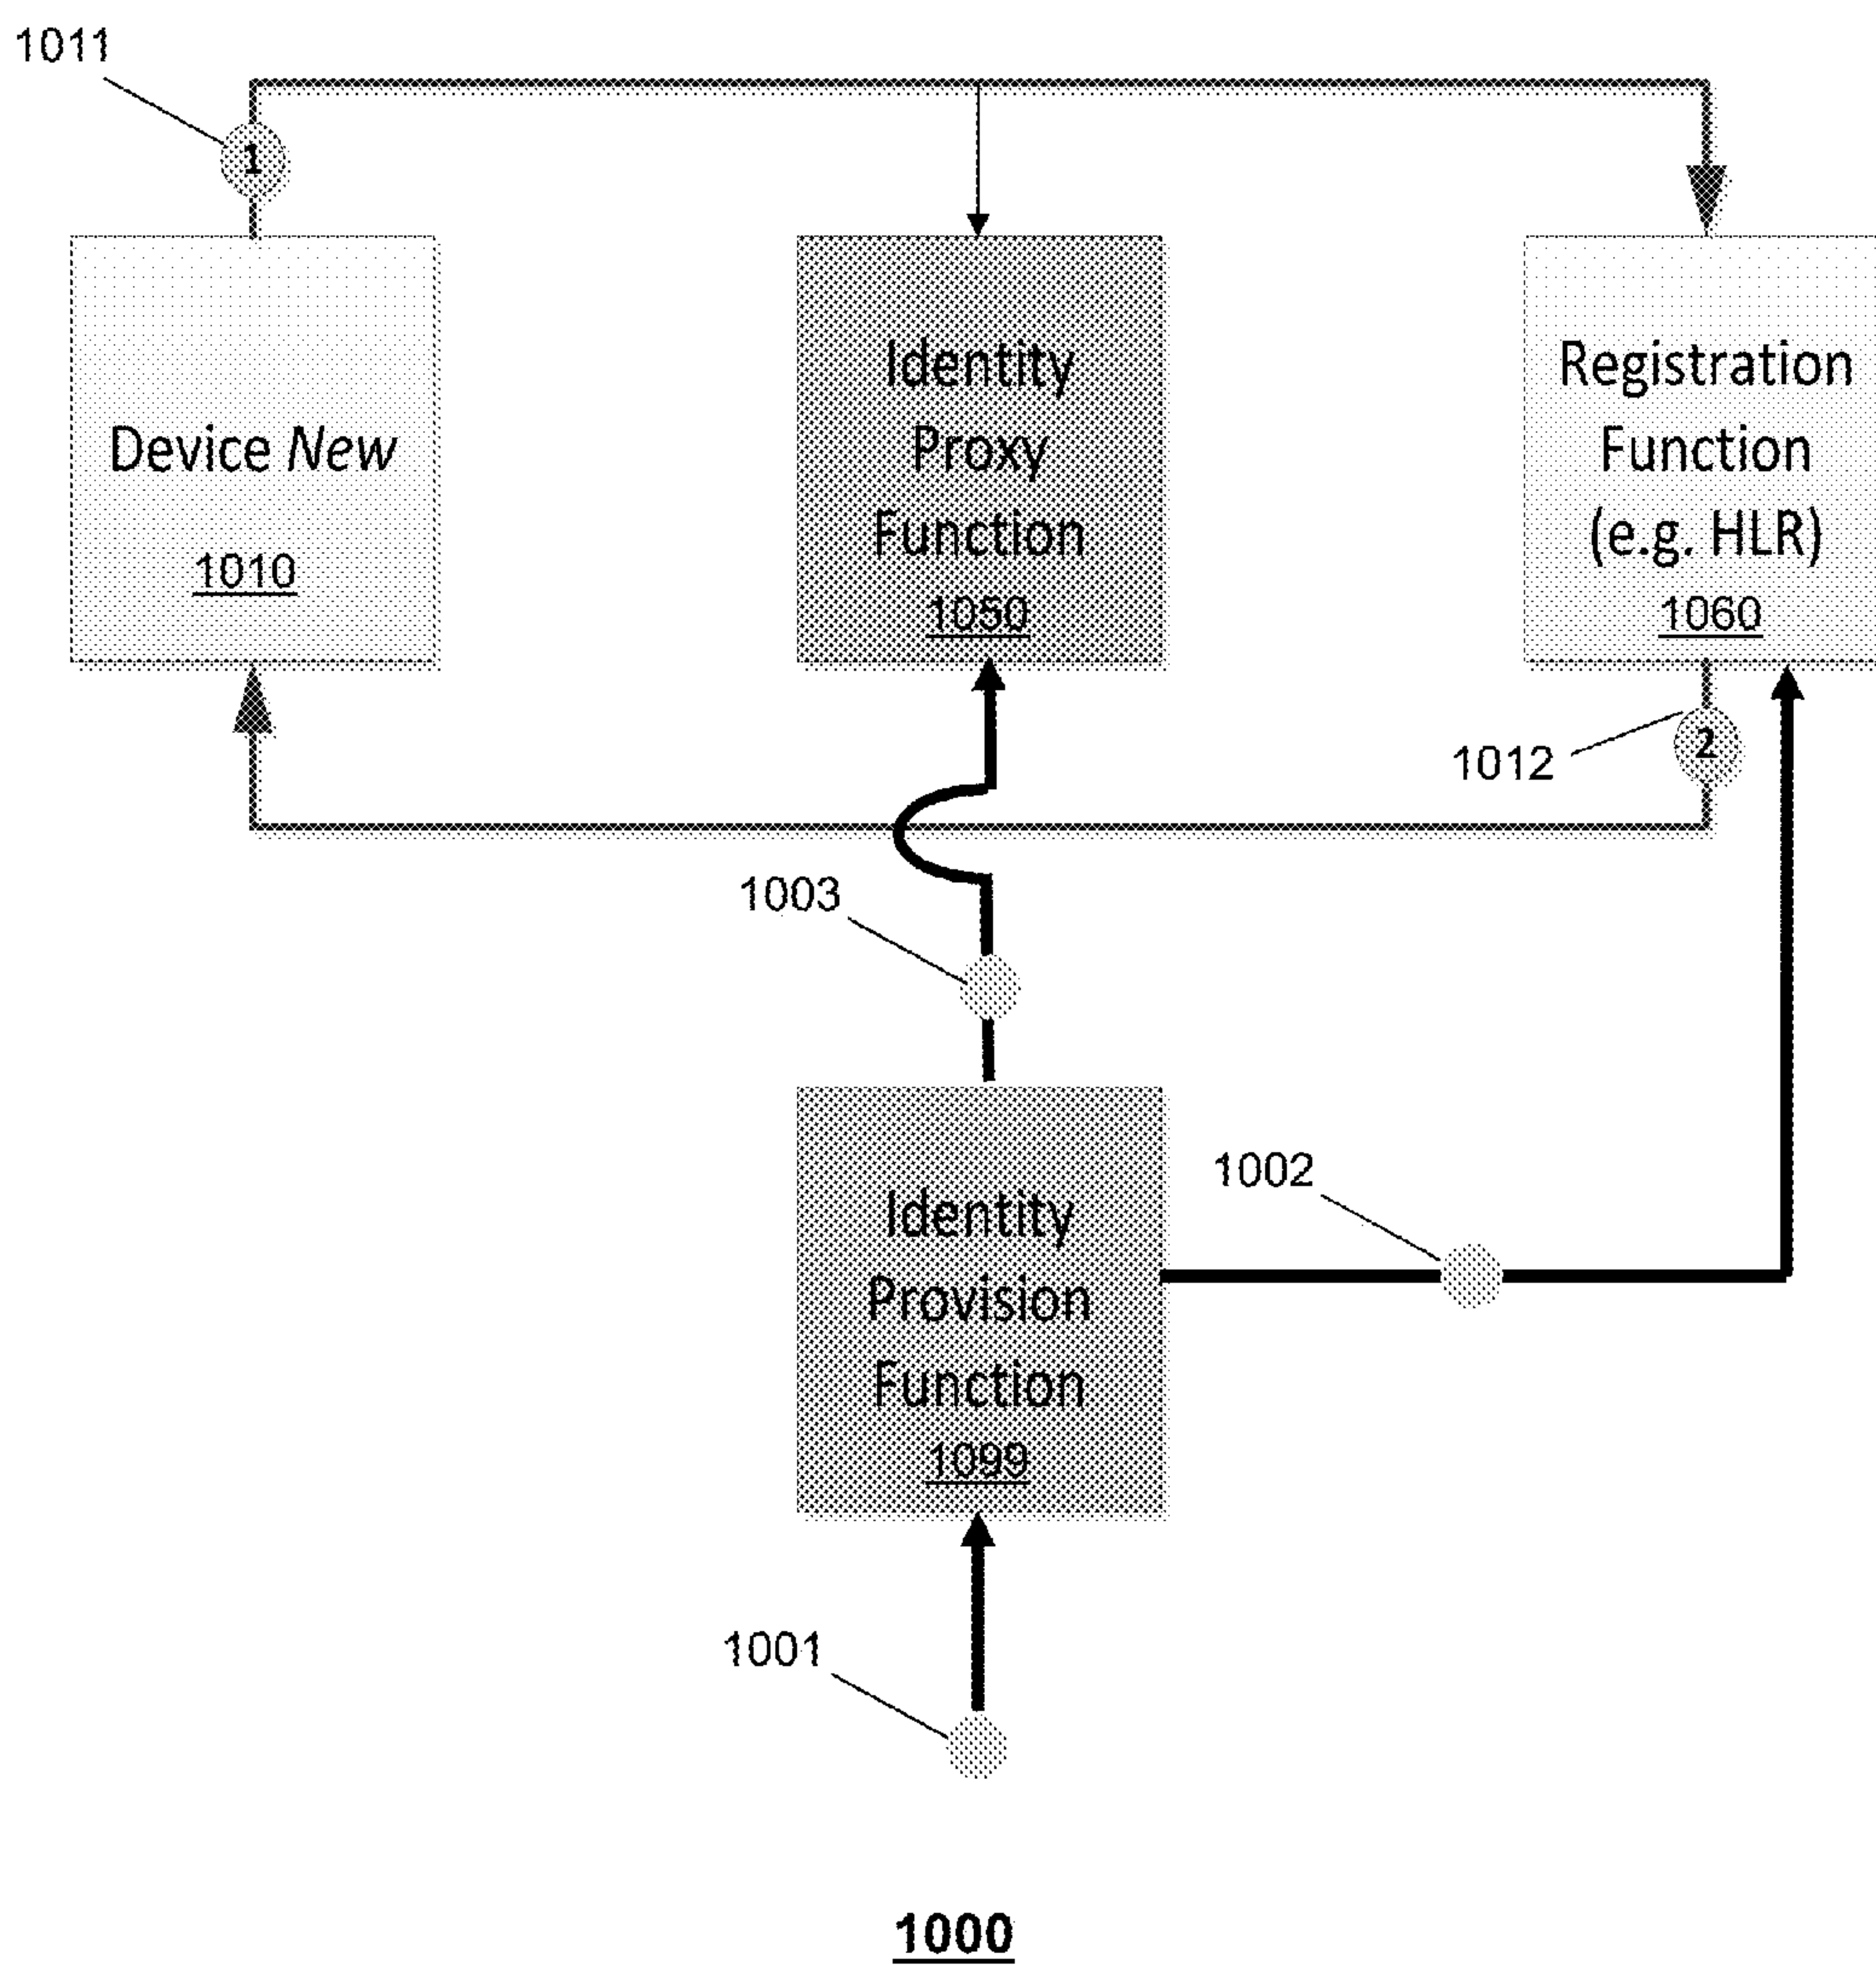 1011
1
Device New
1010
Identity
Proxy
Function
1050
Registration
Function
(e.g. HLR)
1060
1012
2
1003
1002
Identity
Provision
Function
1099
1001
1000